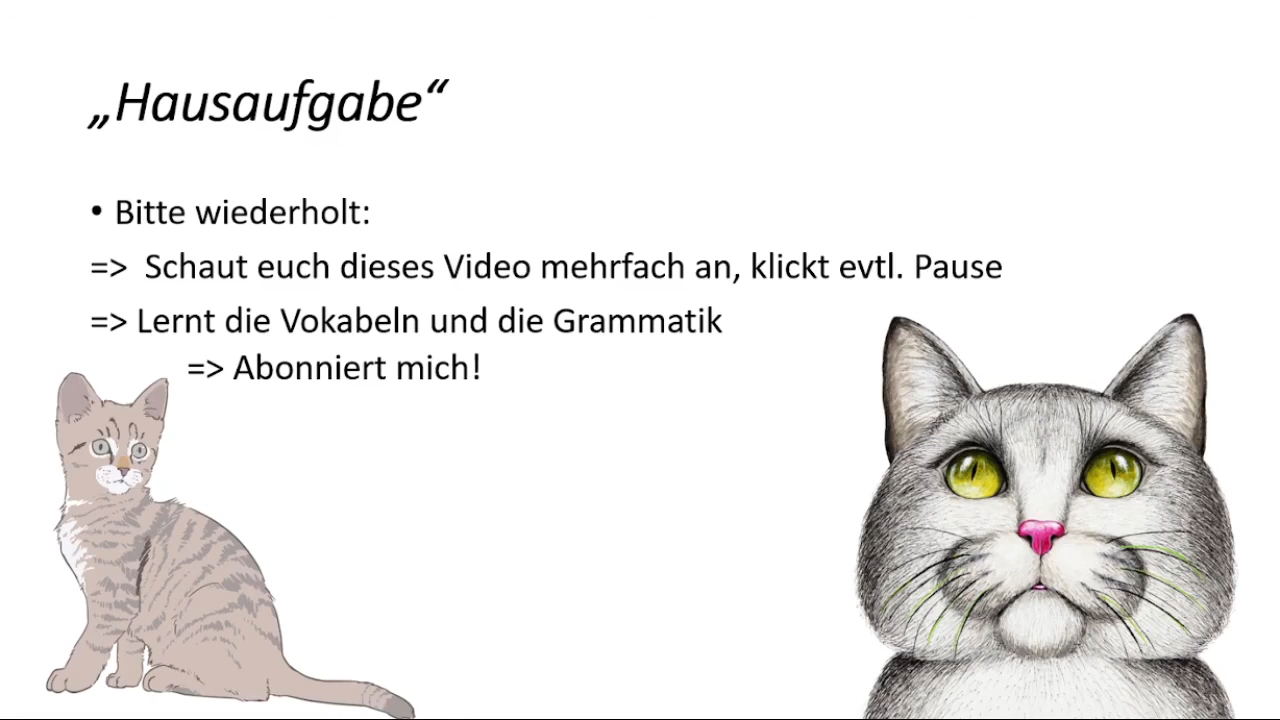 „Hausaufgabe“
• Bitte wiederholt:
=> Schaut euch dieses Video mehrfach an, klickt evtl. Pause
=> Lernt die Vokabeln und die Grammatik
=> Abonniert mich!